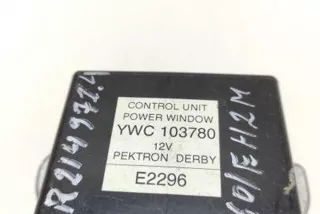 CONTROL UNIT
POWER WINDOW
YWC 103780
12V
PEKTRON DERBY
E2296